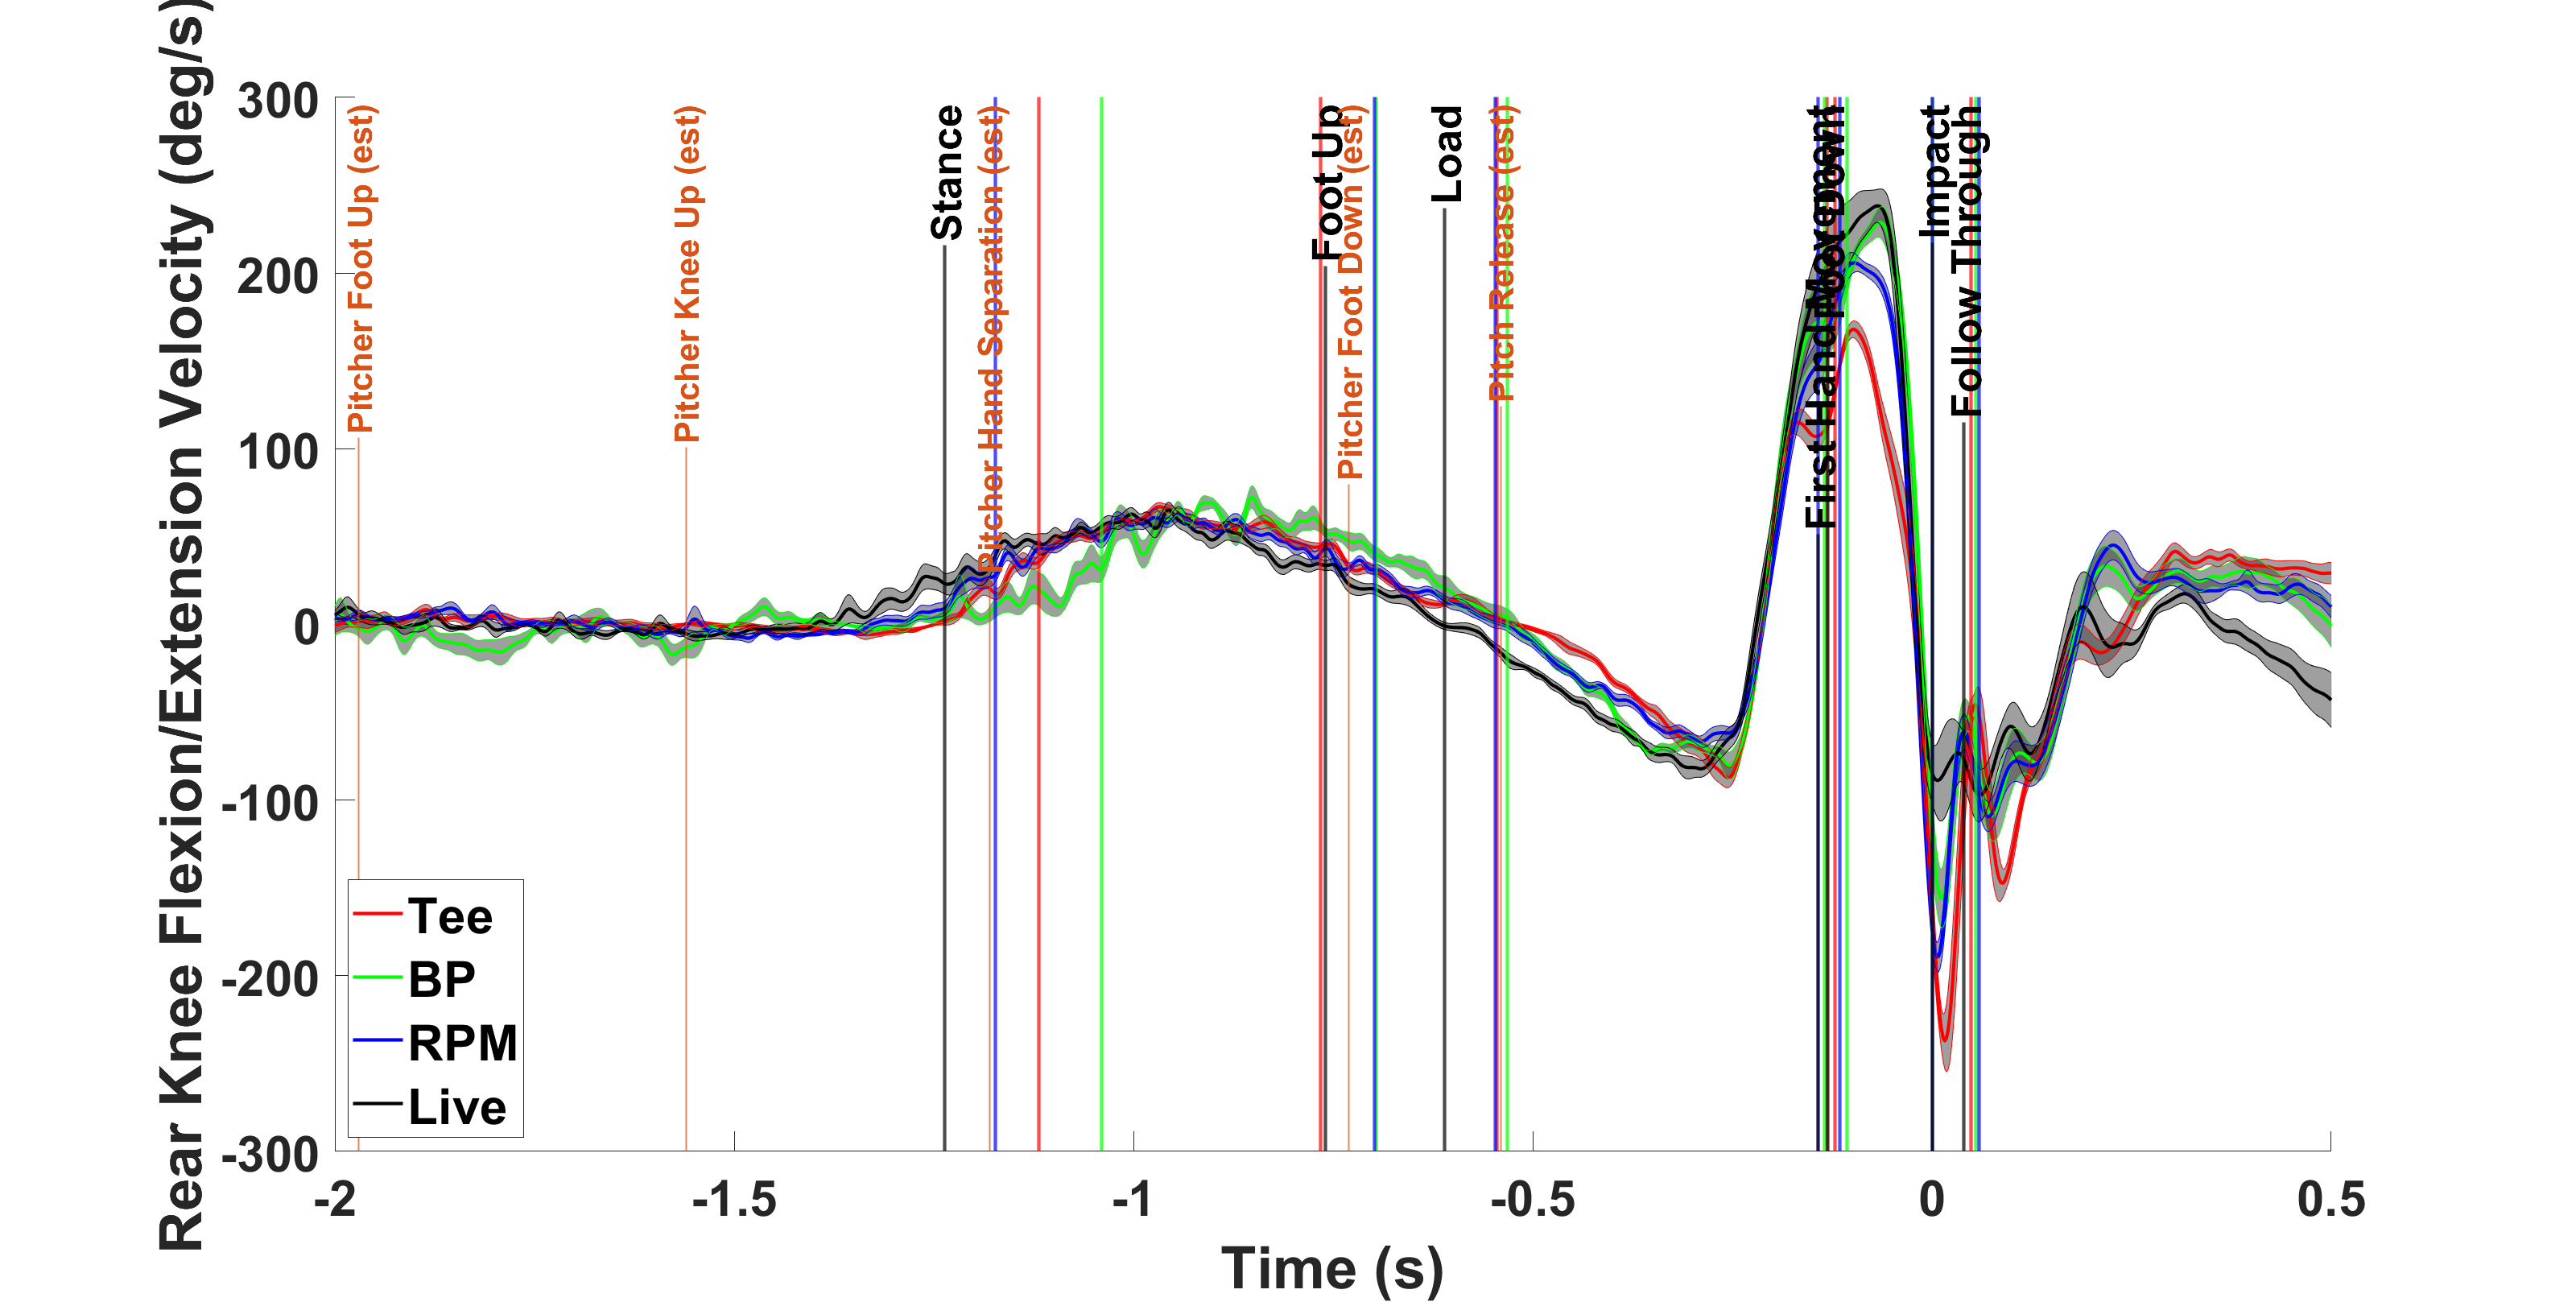 Rear Knee Flexion/Extension Velocity (deg/s)
300
200
100
0
-100
-200
-300
Pitcher Foot Up (est)
Pitcher Knee Up (est)
Stance
Pitcher Hand Separation (est)
Foot Up
Pitcher Foot Down (est)
Load
Pitch Release (est)
First Hand Movement
Down
Impact
Follow Through
Tee
BP
RPM
Live
-2
-1.5
-1
-0.5
0
0.5
Time (s)